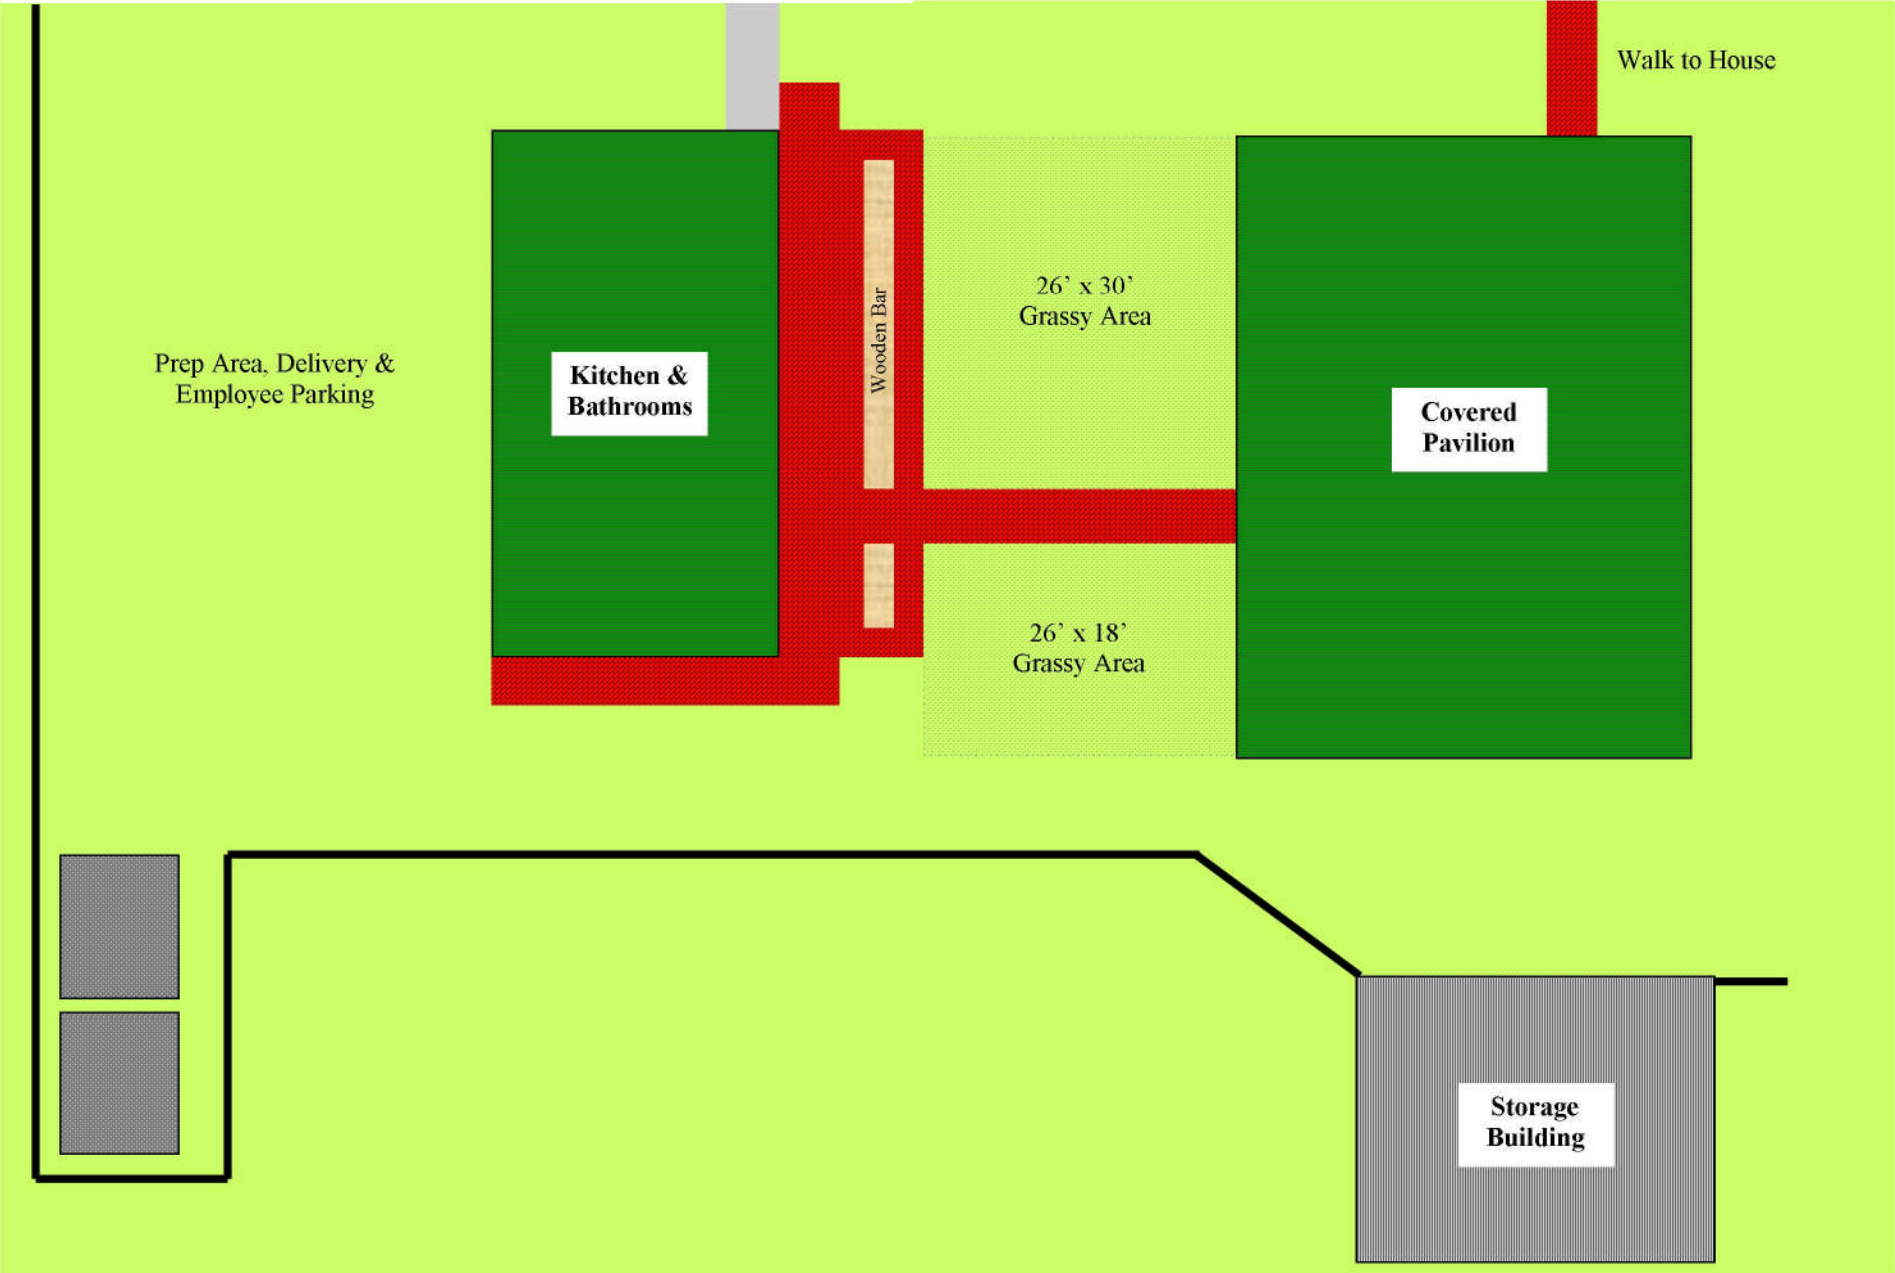 Walk to House
Wooden Bar
26’ x 30’
Grassy Area
Prep Area, Delivery &
Employee Parking
Kitchen &
Bathrooms
Covered
Pavilion
26’ x 18’
Grassy Area
Storage
Building